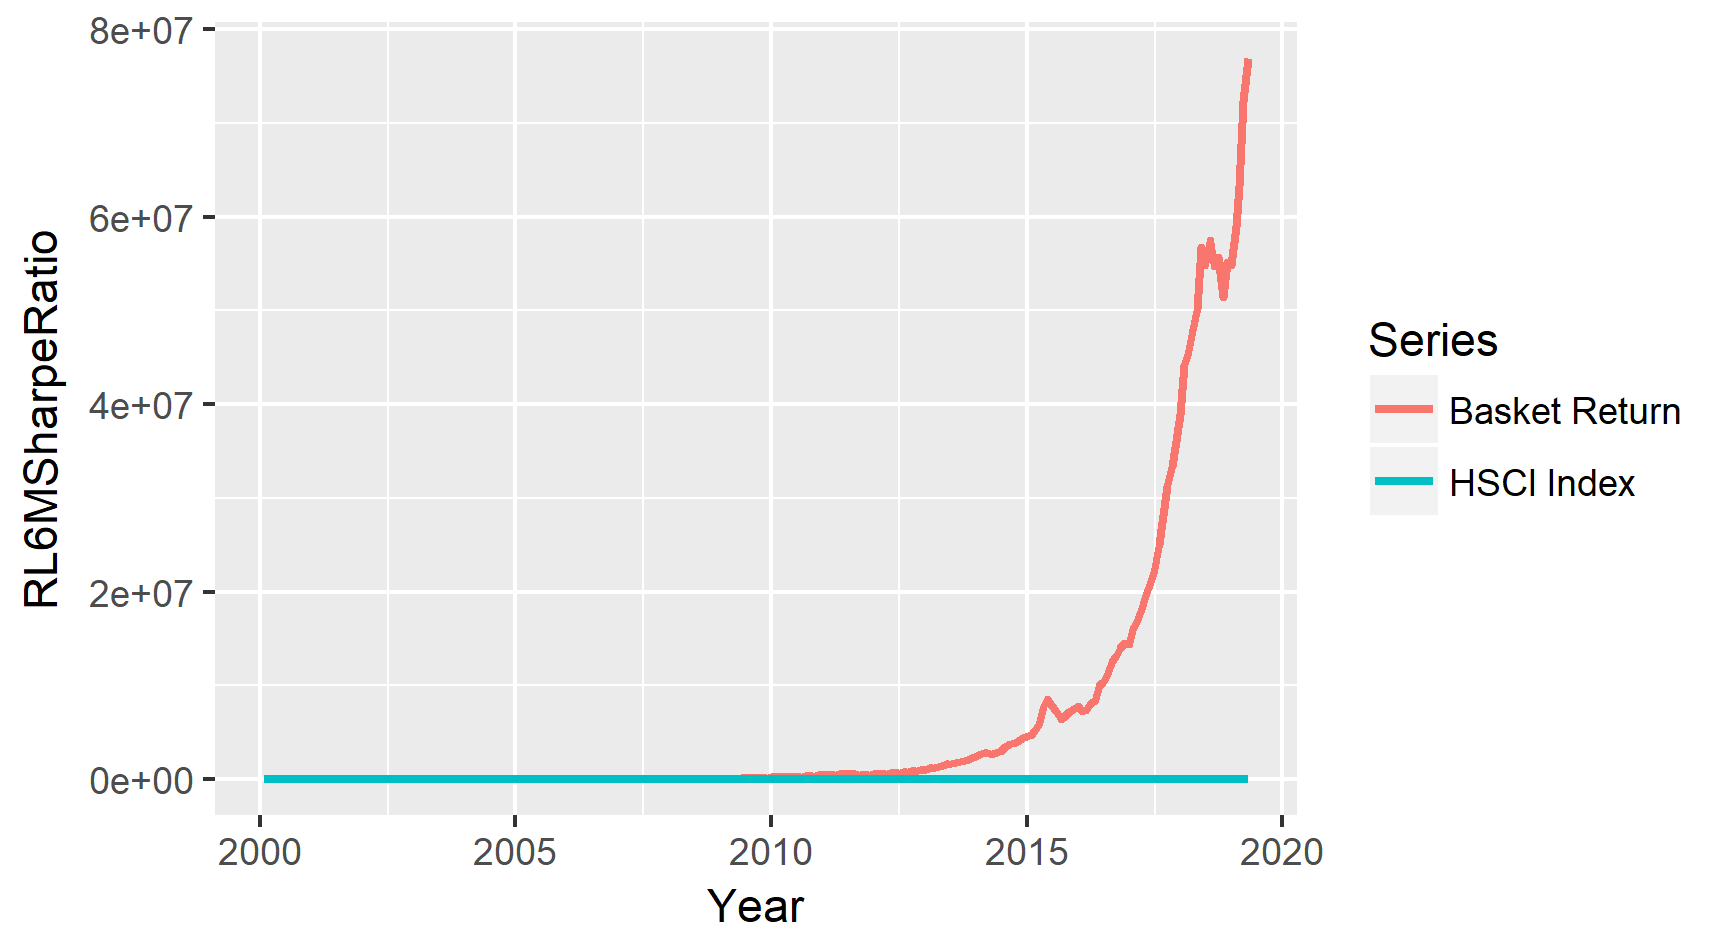 8e+07
6e+07
4e+07
2e+07
0e+00
RL6MSharpeRatio
2000 2005 2010 2015 2020
Year
Series
Basket Return
HSCI Index